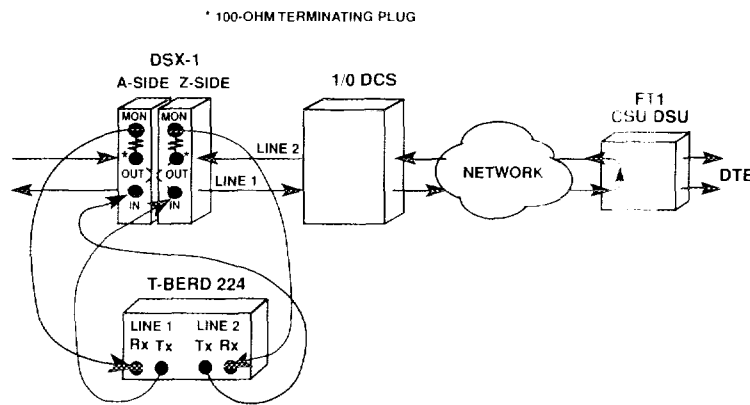 * 100-OHM TERMINATING PLUG
DSX-1
A-SIDE Z-SIDE
1/0 DCS
FT1
CSU DSU
MON MON
LINE 2
* *
OUT OUT
LINE 1
NETWORK
DTE
IN IN
T-BERD 224
LINE 1 LINE 2
Rx Tx Tx Rx